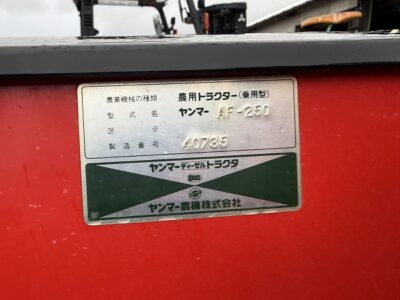 農業機械の種類 農用トラクター(乗用型)
型式名 ヤンマー AF-250
区分
製造番号 40735
ヤンマーディーゼルトラクタ
ヤンマー農機株式会社